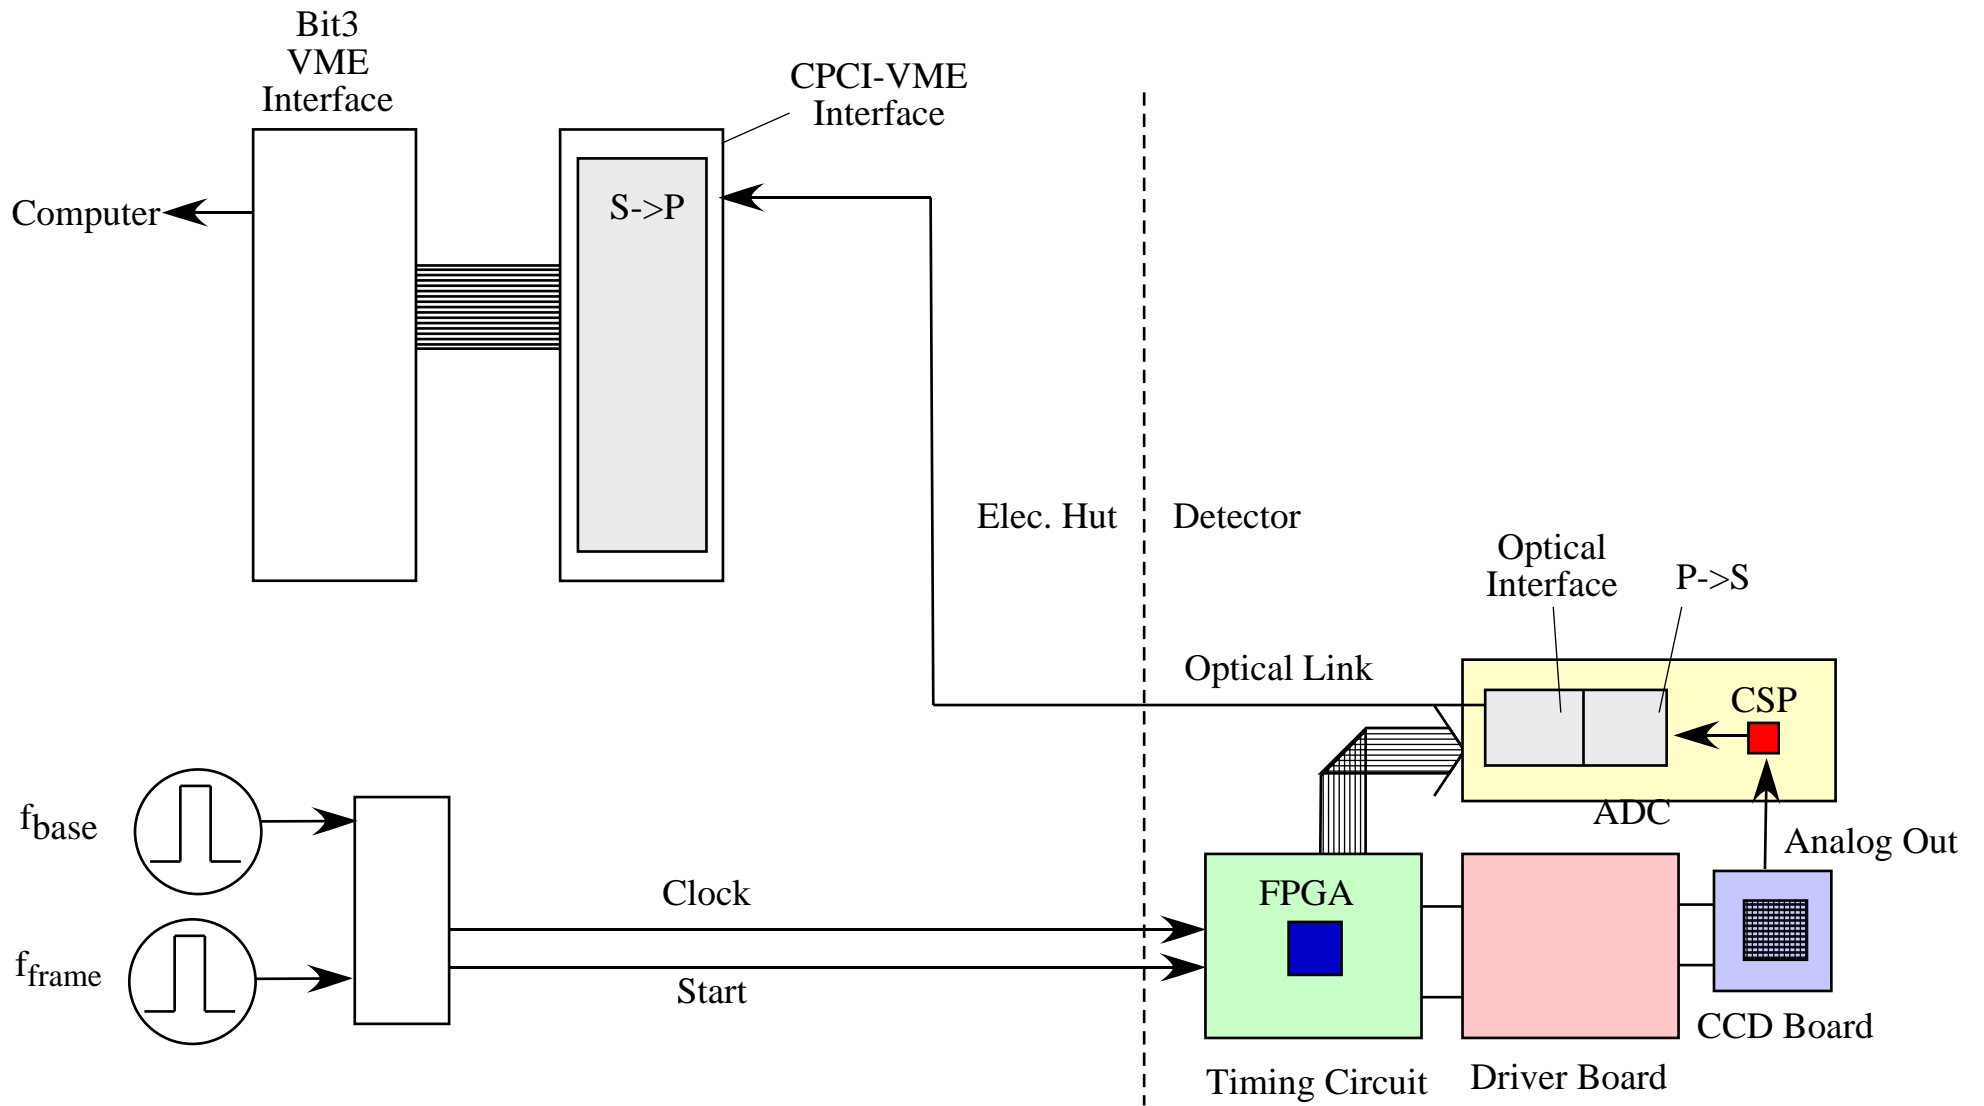 Bit3
VME
Interface
CPCI-VME
Interface
Computer
S->P
Elec. Hut
Detector
Optical
Interface
P->S
Optical Link
CSP
ADC
Analog Out
fbase
Clock
FPGA
fframe
Start
CCD Board
Timing Circuit
Driver Board